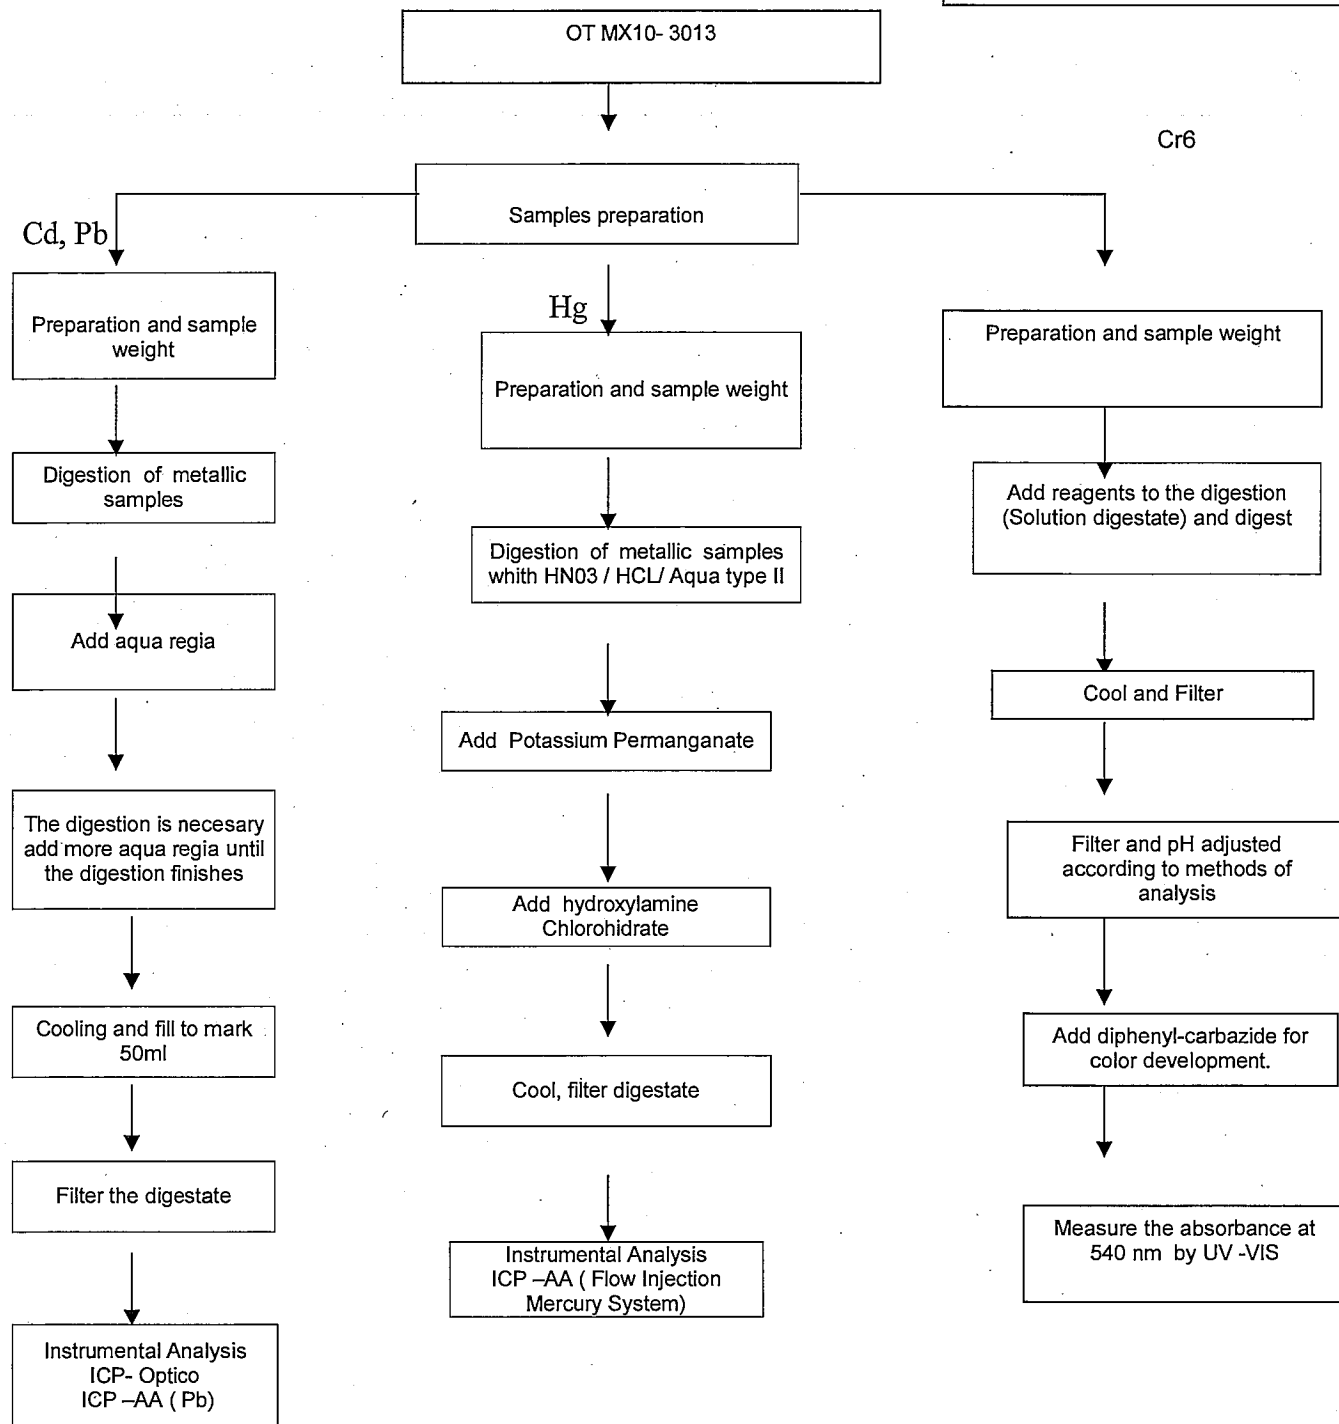 OT MX10- 3013
Cr6
Samples preparation
Cd, Pb
Preparation and sample
weight
Digestion of metallic
samples
Add aqua regia
The digestion is necesary
add more aqua regia until
the digestion finishes
Cooling and fill to mark
50ml
Filter the digestate
Instrumental Analysis
ICP- Optico
ICP –AA ( Pb)
Hg
Preparation and sample weight
Digestion of metallic samples
whith HN03 / HCL/ Aqua type II
Add Potassium Permanganate
Add hydroxylamine
Chlorohidrate
Cool, filter digestate
Instrumental Analysis
ICP –AA ( Flow Injection
Mercury System)
Preparation and sample weight
Add reagents to the digestion
(Solution digestate) and digest
Cool and Filter
Filter and pH adjusted
according to methods of
analysis
Add diphenyl-carbazide for
color development.
Measure the absorbance at
540 nm by UV -VIS